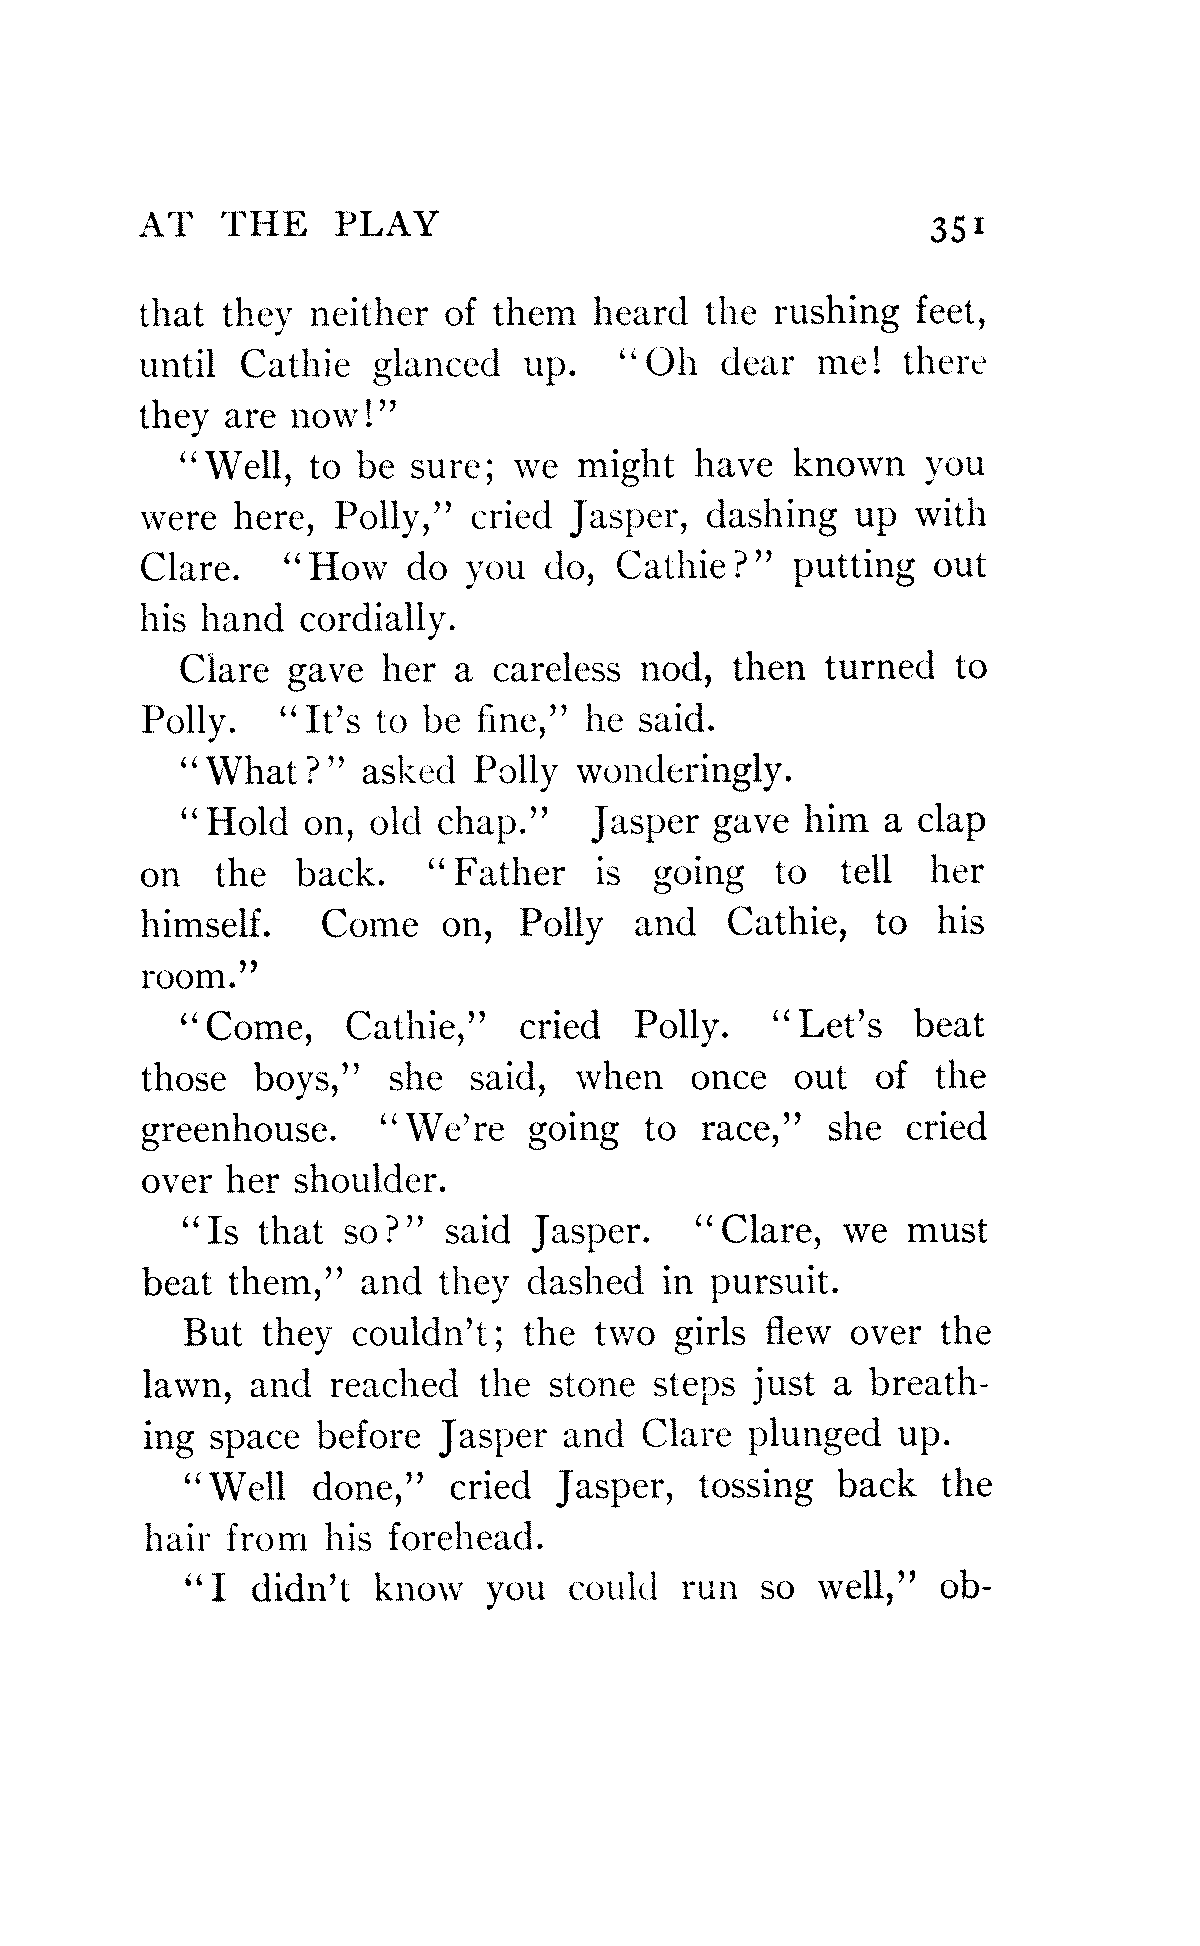 AT THE PLAY 351
that they neither of them heard the rushing feet,
until Cathie glanced up. "Oh dear me! there
they are now!"
"Well, to be sure; we might have known you
were here, Polly," cried Jasper, dashing up with
Clare. "How do you do, Cathie?" putting out
his hand cordially.
Clare gave her a careless nod, then turned to
Polly. "It's to be fine," he said.
"What?" asked Polly wonderingly.
"Hold on, old chap." Jasper gave him a clap
on the back. "Father is going to tell her
himself. Come on, Polly and Cathie, to his
room."
"Come, Cathie," cried Polly. "Let's beat
those boys," she said, when once out of the
greenhouse. "We're going to race," she cried
over her shoulder.
"Is that so?" said Jasper. "Clare, we must
beat them," and they dashed in pursuit.
But they couldn't; the two girls flew over the
lawn, and reached the stone steps just a breath-
ing space before Jasper and Clare plunged up.
"Well done," cried Jasper, tossing back the
hair from his forehead.
"I didn't know you could run so well," ob-